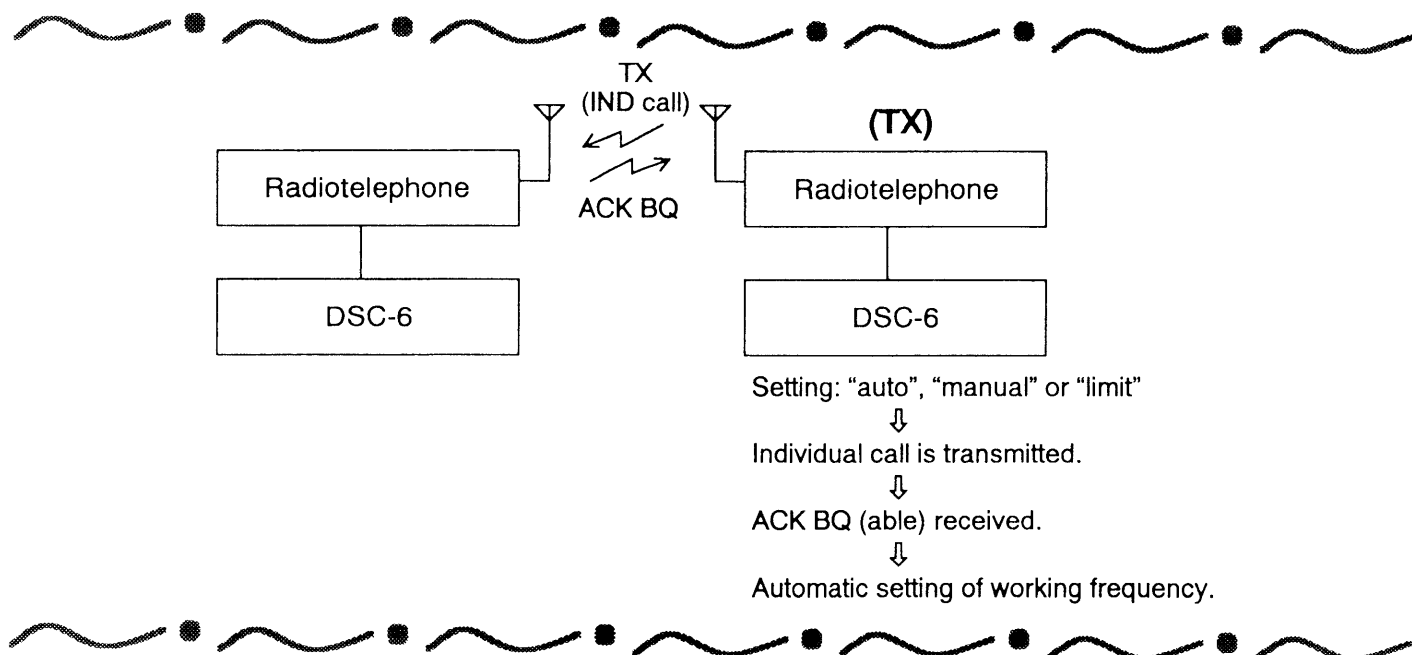 TX
(IND call)
(TX)
Radiotelephone
Radiotelephone
ACK BQ
DSC-6
DSC-6
Setting: “auto”, “manual” or “limit”
Individual call is transmitted.
ACK BQ (able) received.
Automatic setting of working frequency.